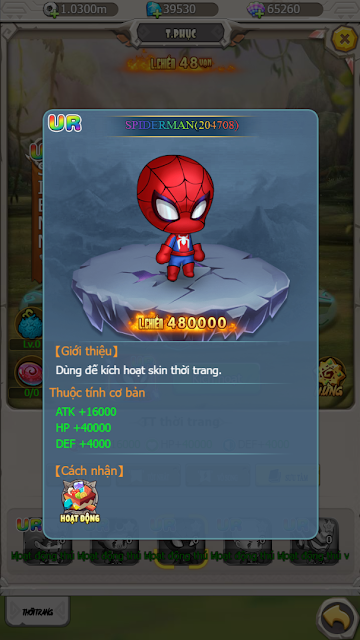 1.0300m
39530
65260
T.PHỤC
L.CHIẾN 48 VẠN
UR
SPIDERMAN(204708)
L.CHIẾN 480000
【Giới thiệu】
Dùng để kích hoạt skin thời trang.
Thuộc tính cơ bản
ATK +16000
HP +40000
DEF +4000
【Cách nhận】
HOẠT ĐỘNG
UR
THỜI TRANG